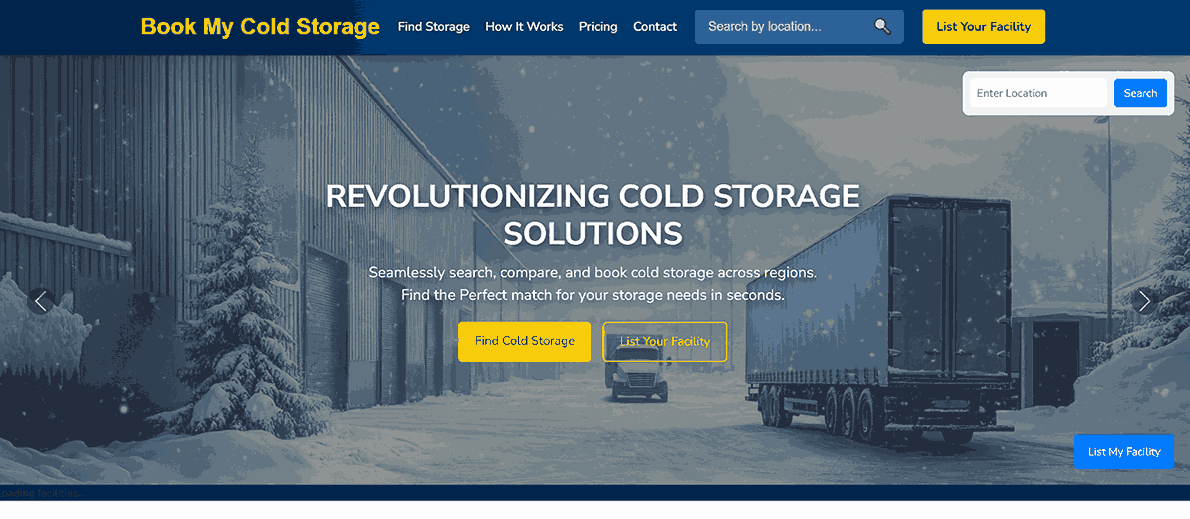 Book My Cold Storage
Find Storage
How It Works
Pricing
Contact
Search by location...
List Your Facility
Enter Location
Search
REVOLUTIONIZING COLD STORAGE
SOLUTIONS
Seamlessly search, compare, and book cold storage across regions.
Find the Perfect match for your storage needs in seconds.
Find Cold Storage
List Your Facility
List My Facility
Loading facilities...